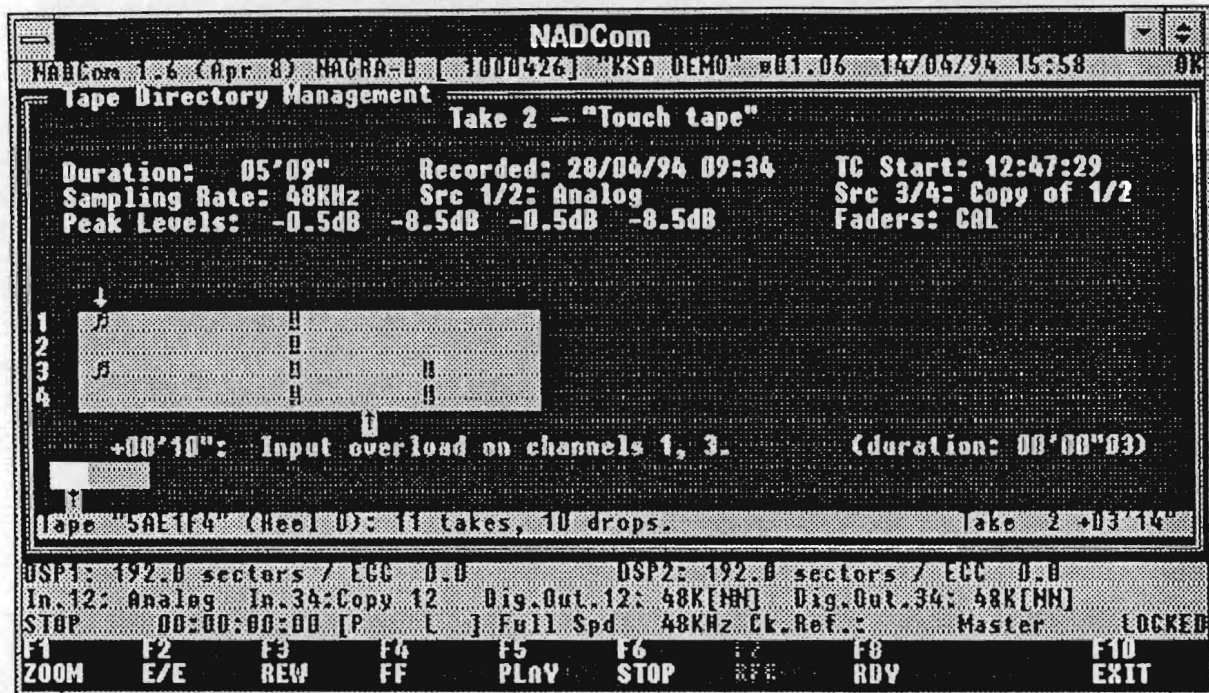 NADCom
NADCom 1.6 (Apr 8) NAGRA-D [ 1000426] "KSA DEMO" v01.06 14/04/94 15:58 OK
Tape Directory Management
Take 2 – "Touch tape"
Duration: 05'09" Recorded: 28/04/94 09:34 TC Start: 12:47:29
Sampling Rate: 48KHz Src 1/2: Analog Src 3/4: Copy of 1/2
Peak Levels: -0.5dB -8.5dB -0.5dB -8.5dB Faders: CAL
1
2
3
4
+00'10": Input overload on channels 1, 3. (duration: 00'00"03)
Tape "5AE1F4" (Reel 0): 11 takes, 10 drops. Take 2 +03'14"
DSP1: 192.0 sectors / ECC 0.0 DSP2: 192.0 sectors / ECC 0.0
In.12: Analog In.34:Copy 12 Dig.Out.12: 48K[NN] Dig.Out.34: 48K[NN]
STOP 00:00:00:00 [P L ] Full Spd 48KHz Ck.Ref.: Master LOCKED
F1 F2 F3 F4 F5 F6 F7 F8 F10
ZOOM E/E REW FF PLAY STOP RDY EXIT